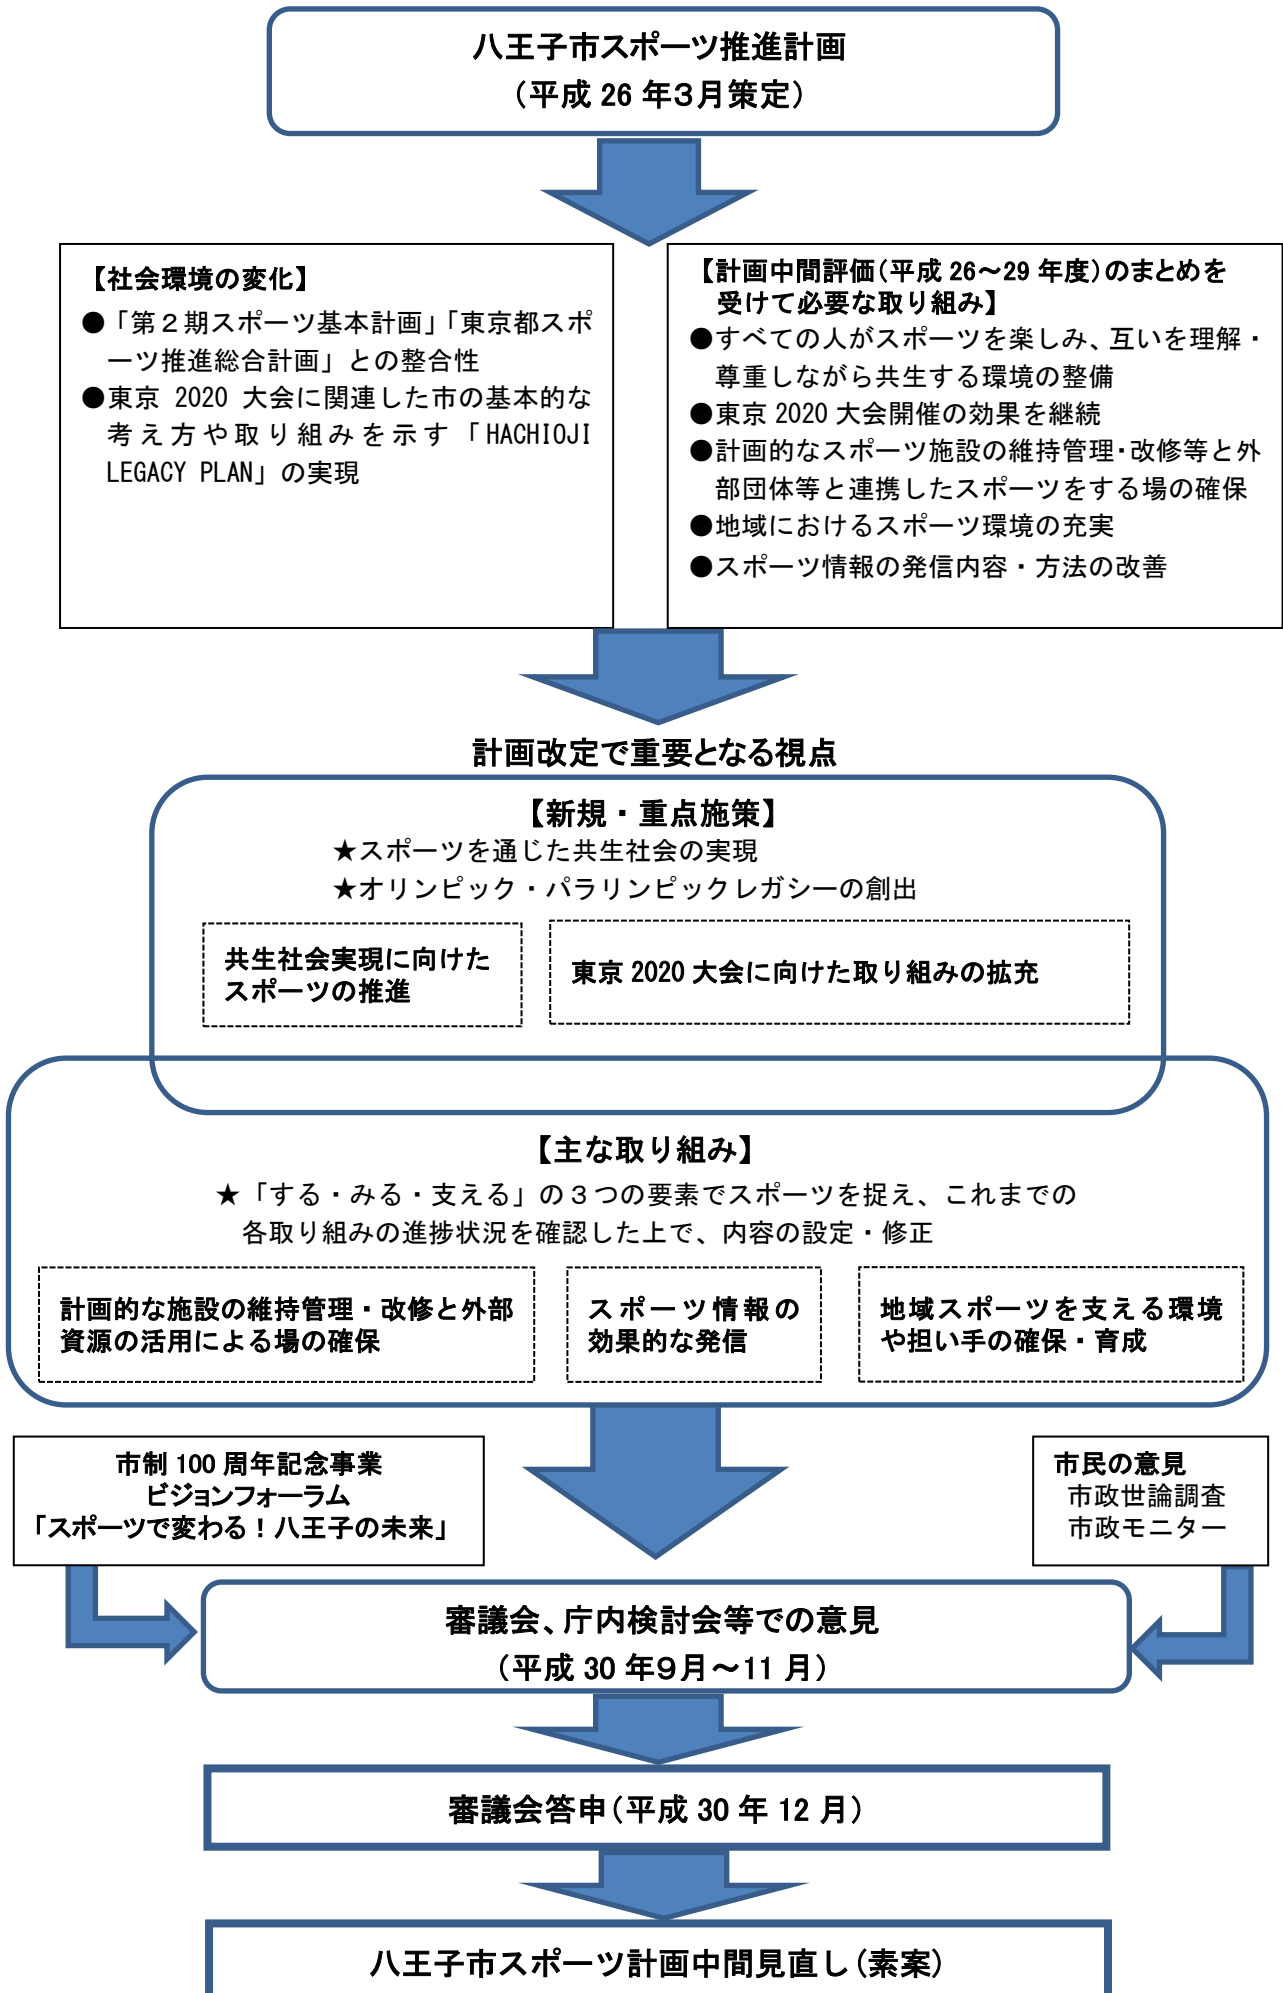 八王子市スポーツ推進計画
（平成 26 年３月策定）
【社会環境の変化】
●「第２期スポーツ基本計画」「東京都スポ
ーツ推進総合計画」との整合性
●東京 2020 大会に関連した市の基本的な
考え方や取り組みを示す「HACHIOJI
LEGACY PLAN」の実現
【計画中間評価（平成 26～29 年度）のまとめを
受けて必要な取り組み】
●すべての人がスポーツを楽しみ、互いを理解・
尊重しながら共生する環境の整備
●東京 2020 大会開催の効果を継続
●計画的なスポーツ施設の維持管理・改修等と外
部団体等と連携したスポーツをする場の確保
●地域におけるスポーツ環境の充実
●スポーツ情報の発信内容・方法の改善
計画改定で重要となる視点
【新規・重点施策】
★スポーツを通じた共生社会の実現
★オリンピック・パラリンピックレガシーの創出
共生社会実現に向けた
スポーツの推進
東京 2020 大会に向けた取り組みの拡充
【主な取り組み】
★「する・みる・支える」の３つの要素でスポーツを捉え、これまでの
各取り組みの進捗状況を確認した上で、内容の設定・修正
計画的な施設の維持管理・改修と外部
資源の活用による場の確保
スポーツ情報の
効果的な発信
地域スポーツを支える環境
や担い手の確保・育成
市制 100 周年記念事業
ビジョンフォーラム
「スポーツで変わる！八王子の未来」
市民の意見
市政世論調査
市政モニター
審議会、庁内検討会等での意見
（平成 30 年９月～11 月）
審議会答申（平成 30 年 12 月）
八王子市スポーツ計画中間見直し（素案）